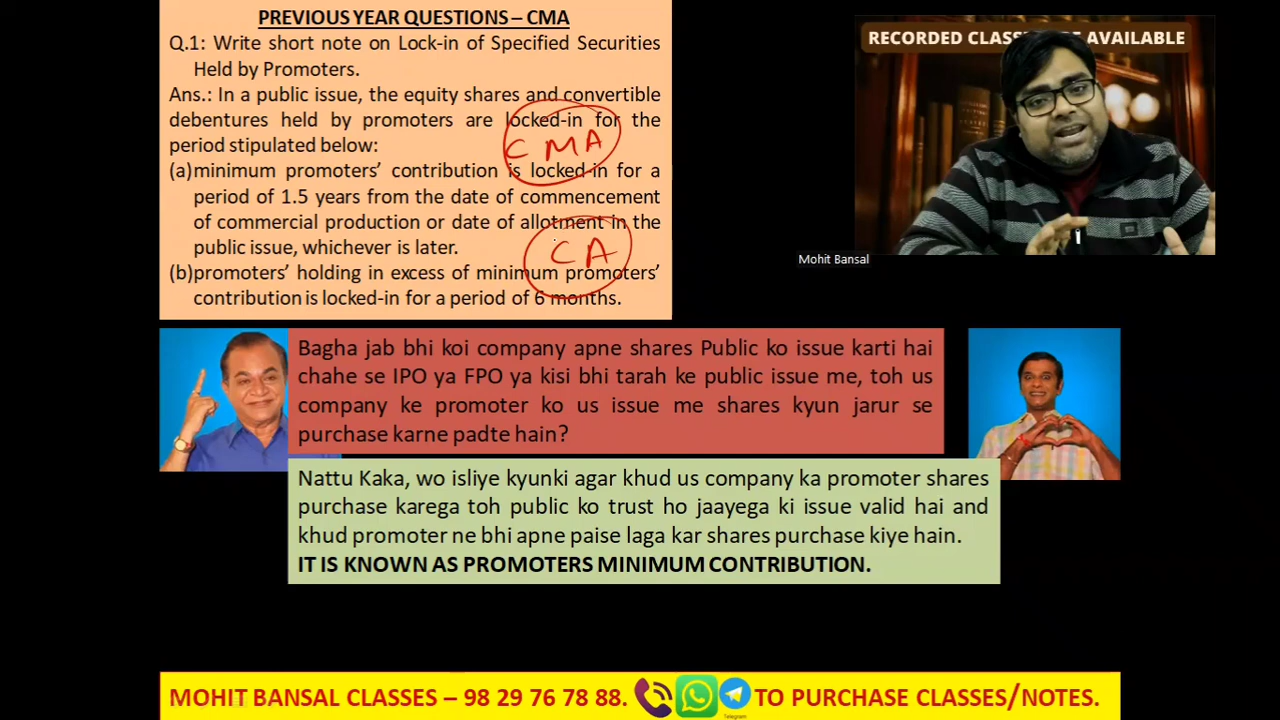 PREVIOUS YEAR QUESTIONS – CMA
Q.1: Write short note on Lock-in of Specified Securities
Held by Promoters.
Ans.: In a public issue, the equity shares and convertible
debentures held by promoters are locked-in for the
period stipulated below:
(a)minimum promoters’ contribution is locked-in for a
period of 1.5 years from the date of commencement
of commercial production or date of allotment in the
public issue, whichever is later.
(b)promoters’ holding in excess of minimum promoters’
contribution is locked-in for a period of 6 months.
CMA
CA
RECORDED AVAILABLE
Mohit Bansal
Bagha jab bhi koi company apne shares Public ko issue karti hai
chahe se IPO ya FPO ya kisi bhi tarah ke public issue me, toh us
company ke promoter ko us issue me shares kyun jarur se
purchase karne padte hain?
Nattu Kaka, wo isliye kyunki agar khud us company ka promoter shares
purchase karega toh public ko trust ho jaayega ki issue valid hai and
khud promoter ne bhi apne paise laga kar shares purchase kiye hain.
IT IS KNOWN AS PROMOTERS MINIMUM CONTRIBUTION.
MOHIT BANSAL CLASSES – 98 29 76 78 88. TO PURCHASE CLASSES/NOTES.
Telegram